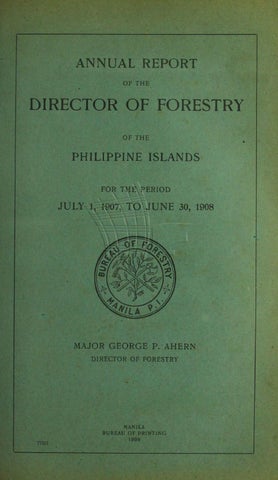 ANNUAL REPORT
OF THE
DIRECTOR OF FORESTRY
OF THE
PHILIPPINE ISLANDS
FOR THE PERIOD
JULY 1, 1907, TO JUNE 30, 1908
BUREAU OF FORESTRY
MANILA P.I.
MAJOR GEORGE P. AHERN
DIRECTOR OF FORESTRY
MANILA
BUREAU OF PRINTING